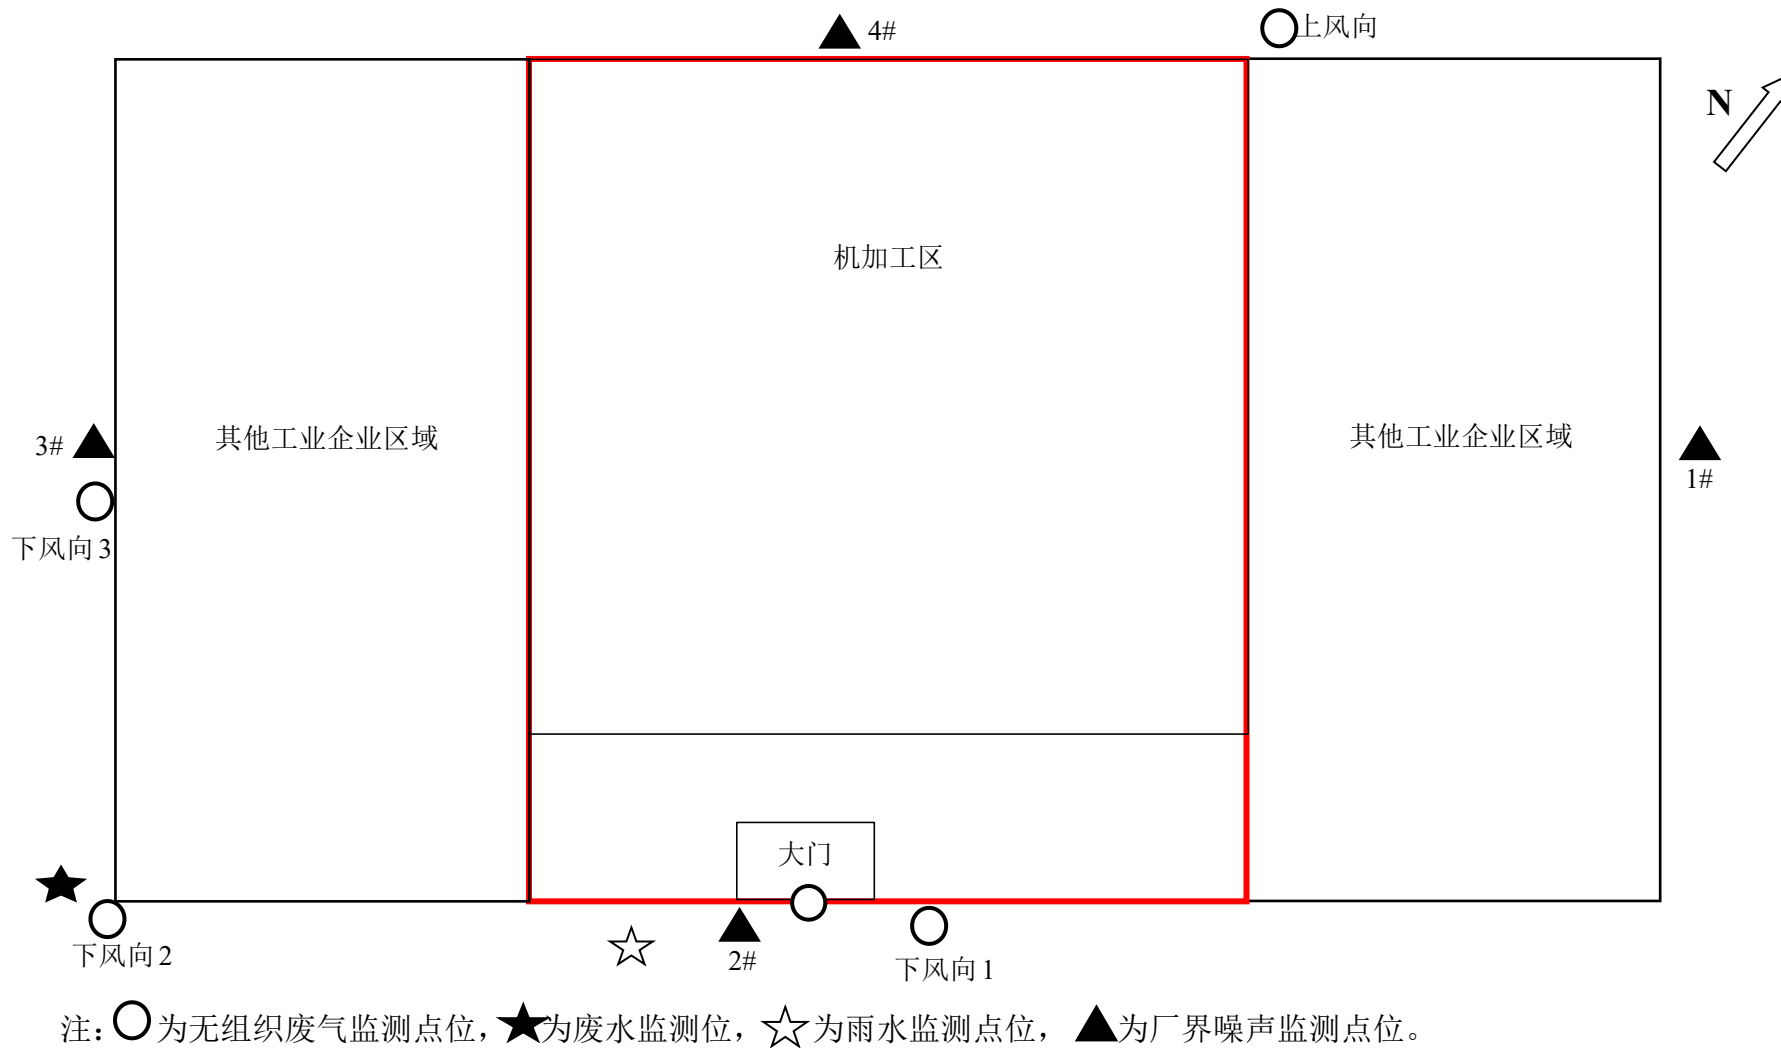 4#
上风向
N
机加工区
3#
其他工业企业区域
其他工业企业区域
1#
下风向3
大门
下风向2
2#
下风向1
注：为无组织废气监测点位，为废水监测位，为雨水监测点位，为厂界噪声监测点位。